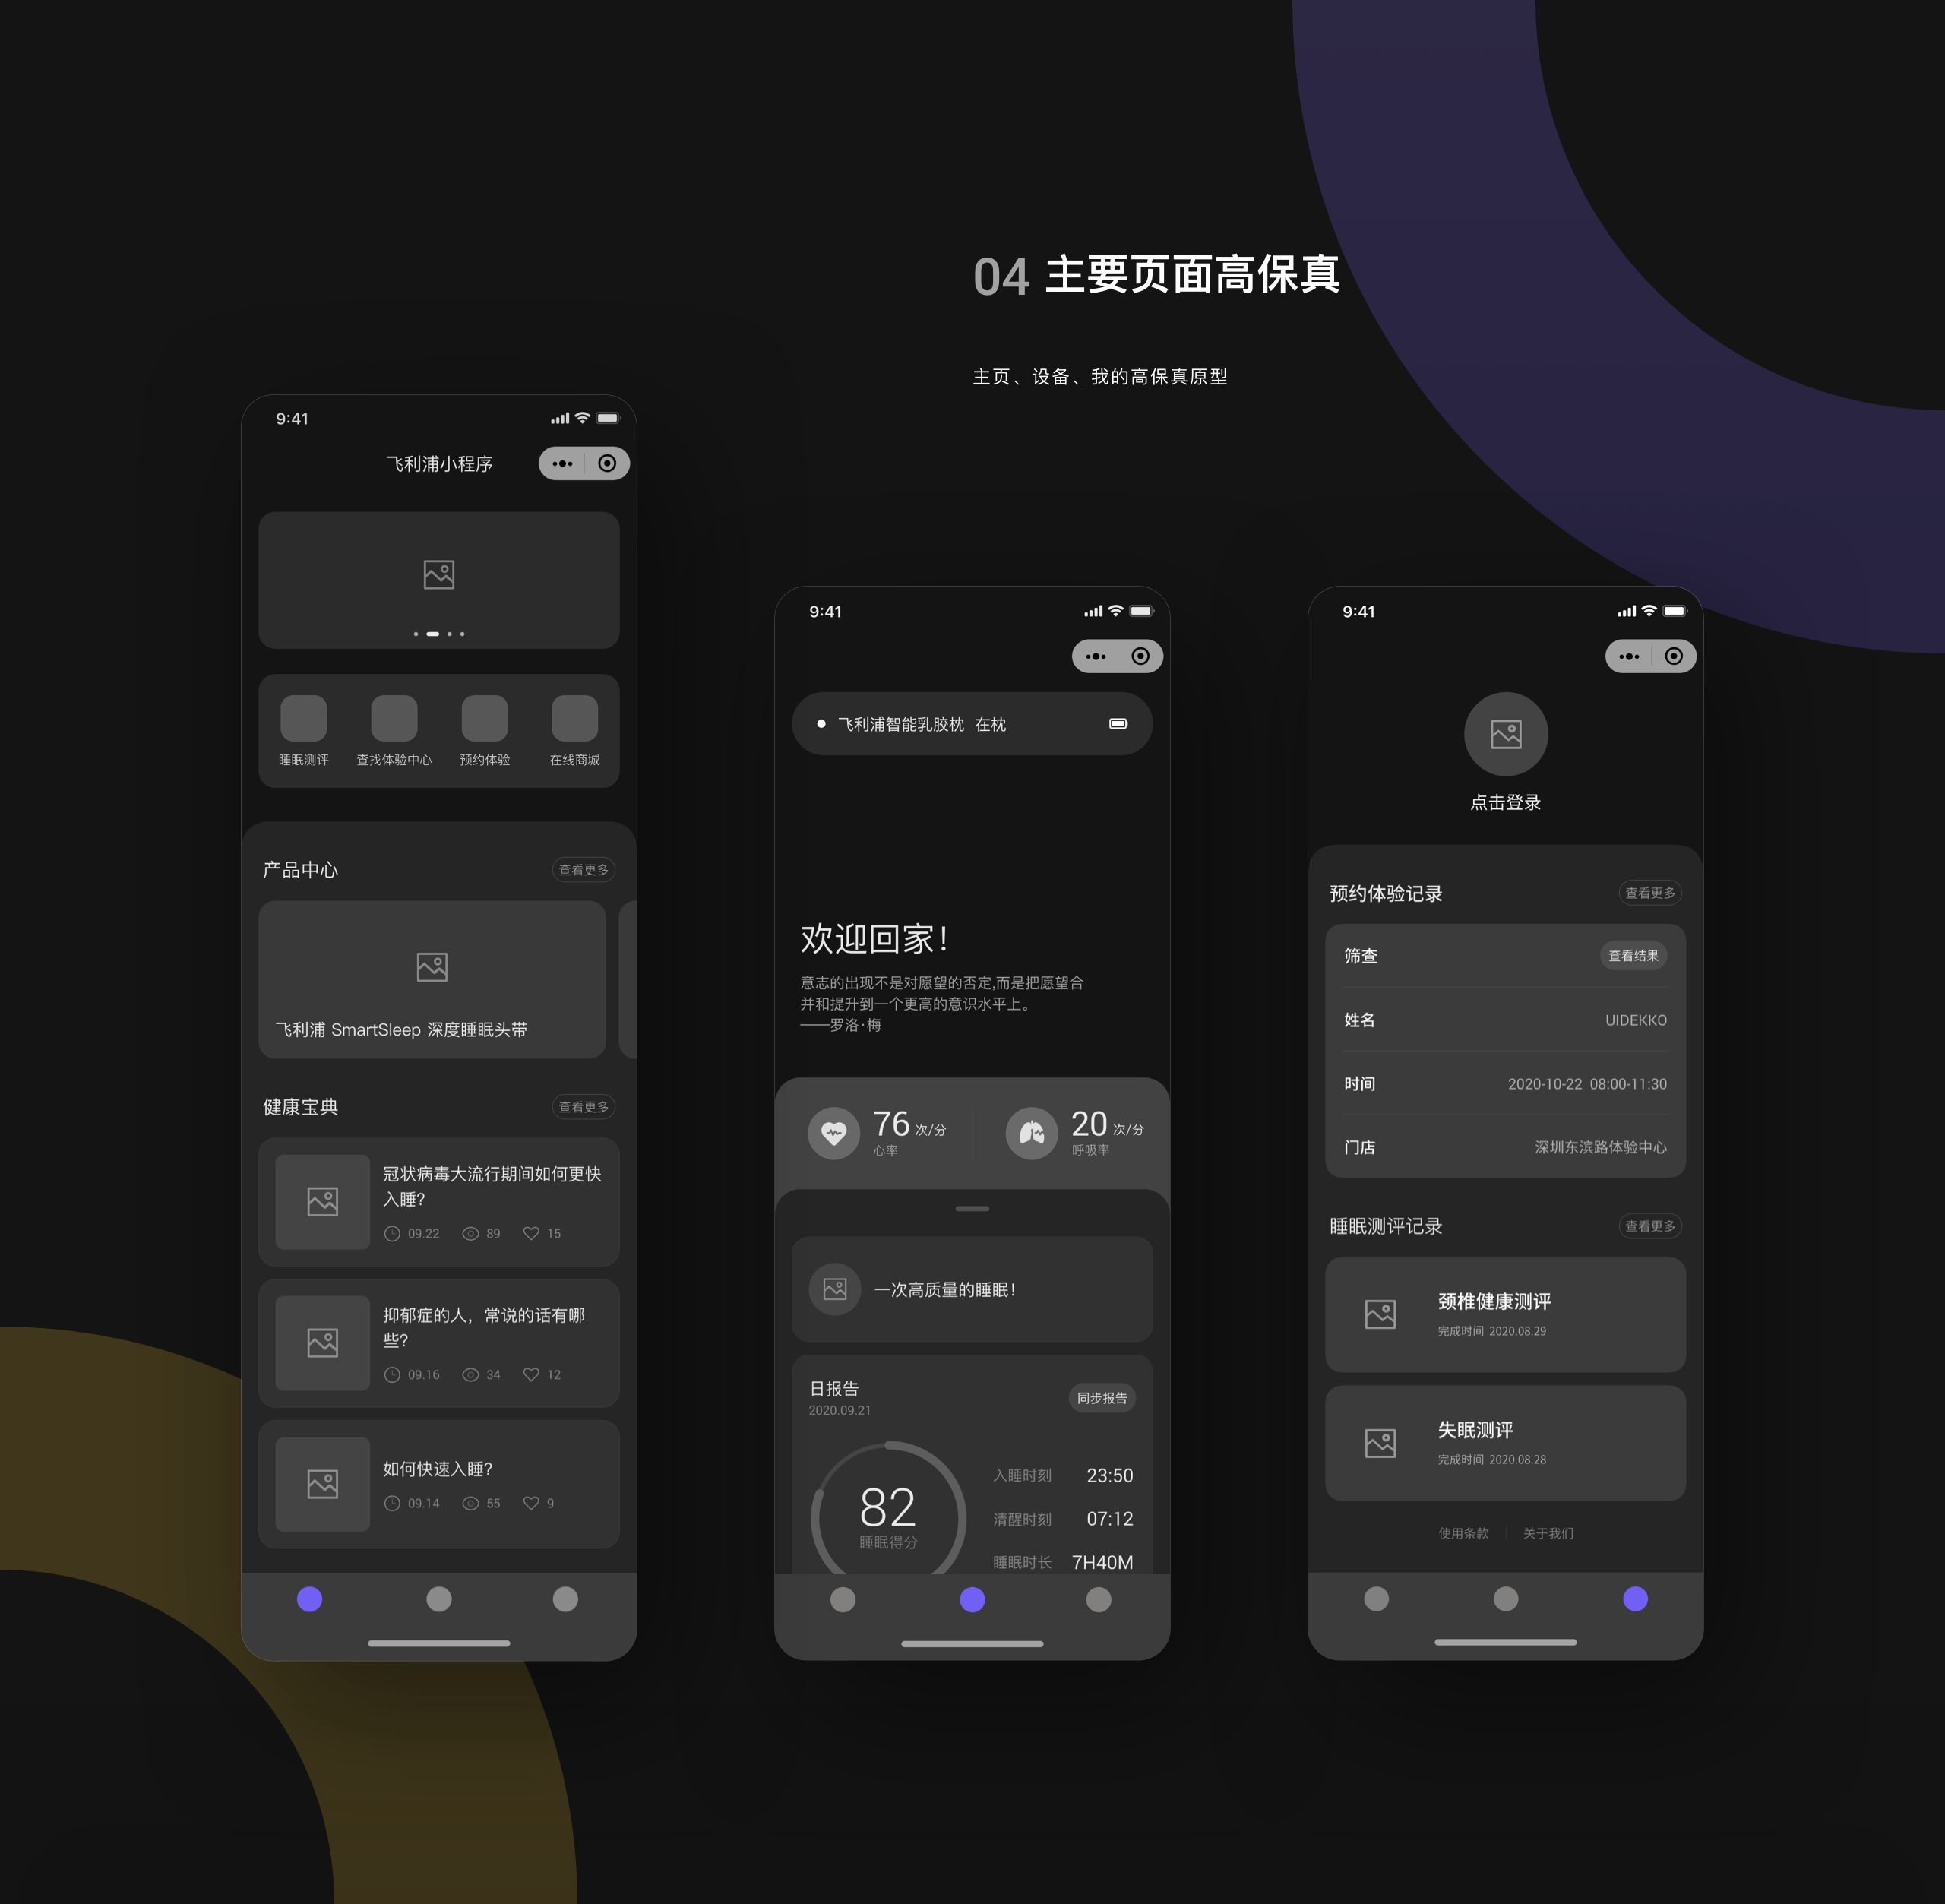 04 主要页面高保真
主页、设备、我的高保真原型
9:41
飞利浦小程序
睡眠测评
查找体验中心
预约体验
在线商城
产品中心
查看更多
飞利浦 SmartSleep 深度睡眠头带
健康宝典
查看更多
冠状病毒大流行期间如何更快
入睡?
09.22 89 15
抑郁症的人，常说的话有哪
些?
09.16 34 12
如何快速入睡?
09.14 55 9
9:41
飞利浦智能乳胶枕 在枕
欢迎回家！
意志的出现不是对愿望的否定,而是把愿望合
并和提升到一个更高的意识水平上。
——罗洛·梅
76 次/分
心率
20 次/分
呼吸率
一次高质量的睡眠！
日报告
2020.09.21
同步报告
82
睡眠得分
入睡时刻 23:50
清醒时刻 07:12
睡眠时长 7H40M
9:41
点击登录
预约体验记录
查看更多
筛查
查看结果
姓名 UIDEKKO
时间 2020-10-22 08:00-11:30
门店 深圳东滨路体验中心
睡眠测评记录
查看更多
颈椎健康测评
完成时间 2020.08.29
失眠测评
完成时间 2020.08.28
使用条款
关于我们